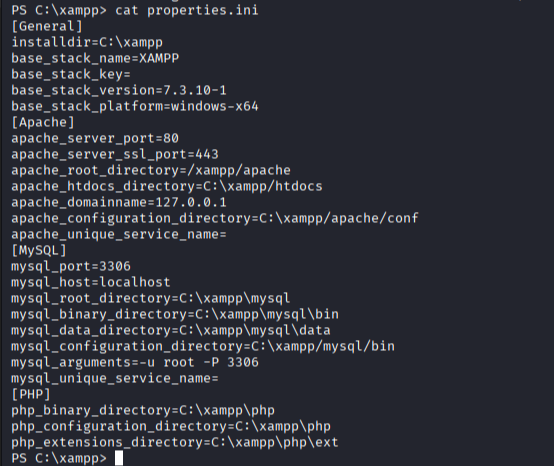 PS C:\xampp> cat properties.ini
[General]
installdir=C:\xampp
base_stack_name=XAMPP
base_stack_key=
base_stack_version=7.3.10-1
base_stack_platform=windows-x64
[Apache]
apache_server_port=80
apache_server_ssl_port=443
apache_root_directory=/xampp/apache
apache_htdocs_directory=C:\xampp/htdocs
apache_domainname=127.0.0.1
apache_configuration_directory=C:\xampp/apache/conf
apache_unique_service_name=
[MySQL]
mysql_port=3306
mysql_host=localhost
mysql_root_directory=C:\xampp\mysql
mysql_binary_directory=C:\xampp\mysql\bin
mysql_data_directory=C:\xampp\mysql\data
mysql_configuration_directory=C:\xampp/mysql/bin
mysql_arguments=-u root -P 3306
mysql_unique_service_name=
[PHP]
php_binary_directory=C:\xampp\php
php_configuration_directory=C:\xampp\php
php_extensions_directory=C:\xampp\php\ext
PS C:\xampp>